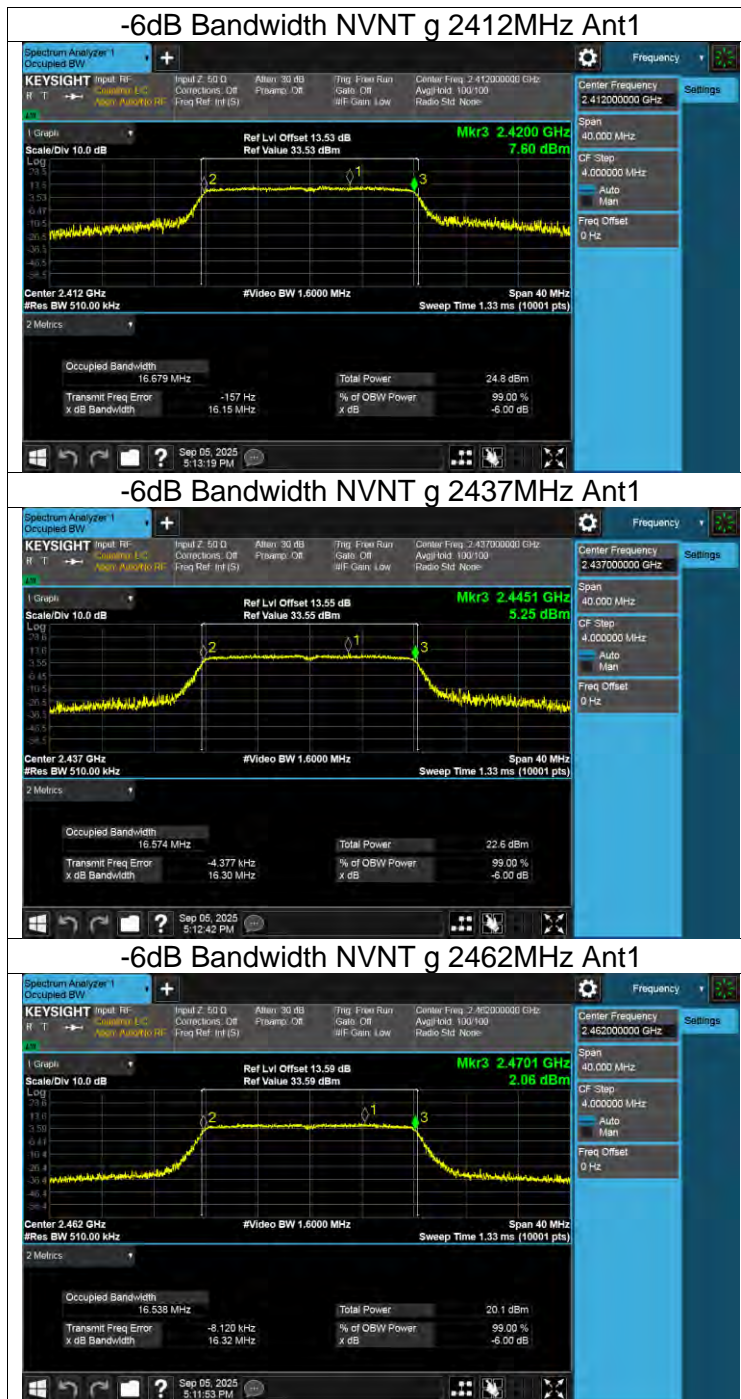 -6dB Bandwidth NVNT g 2412MHz Ant1
Spectrum Analyzer 1
Occupied BW
+
Frequency
KEYSIGHT Input: RF Input Z: 50 Ω Atten: 30 dB Trig: Free Run Center Freq: 2.412000000 GHz
R T Corrections: Off Preamp: Off Gate: Off Avg|Hold: 100/100
Freq Ref: Int (S) #IF Gain: Low Radio Std: None
Center Frequency
2.412000000 GHz
Settings
Span
40.000 MHz
CF Step
4.000000 MHz
Auto
Man
Freq Offset
0 Hz
1 Graph
Scale/Div 10.0 dB
Ref Lvl Offset 13.53 dB
Ref Value 33.53 dBm
Mkr3 2.4200 GHz
7.60 dBm
Log
1
2
3
3.53
Center 2.412 GHz
#Res BW 510.00 kHz
#Video BW 1.6000 MHz
Span 40 MHz
Sweep Time 1.33 ms (10001 pts)
2 Metrics
Occupied Bandwidth
16.679 MHz
Total Power 24.8 dBm
Transmit Freq Error -157 Hz
% of OBW Power 99.00 %
x dB Bandwidth 16.15 MHz
x dB -6.00 dB
?
Sep 05, 2025
5:13:19 PM
-6dB Bandwidth NVNT g 2437MHz Ant1
Spectrum Analyzer 1
Occupied BW
+
Frequency
KEYSIGHT Input: RF Input Z: 50 Ω Atten: 30 dB Trig: Free Run Center Freq: 2.437000000 GHz
R T Corrections: Off Preamp: Off Gate: Off Avg|Hold: 100/100
Freq Ref: Int (S) #IF Gain: Low Radio Std: None
Center Frequency
2.437000000 GHz
Settings
Span
40.000 MHz
CF Step
4.000000 MHz
Auto
Man
Freq Offset
0 Hz
1 Graph
Scale/Div 10.0 dB
Ref Lvl Offset 13.55 dB
Ref Value 33.55 dBm
Mkr3 2.4451 GHz
5.25 dBm
Log
1
2
3
3.55
Center 2.437 GHz
#Res BW 510.00 kHz
#Video BW 1.6000 MHz
Span 40 MHz
Sweep Time 1.33 ms (10001 pts)
2 Metrics
Occupied Bandwidth
16.574 MHz
Total Power 22.6 dBm
Transmit Freq Error -4.377 kHz
% of OBW Power 99.00 %
x dB Bandwidth 16.30 MHz
x dB -6.00 dB
?
Sep 05, 2025
5:12:42 PM
-6dB Bandwidth NVNT g 2462MHz Ant1
Spectrum Analyzer 1
Occupied BW
+
Frequency
KEYSIGHT Input: RF Input Z: 50 Ω Atten: 30 dB Trig: Free Run Center Freq: 2.462000000 GHz
R T Corrections: Off Preamp: Off Gate: Off Avg|Hold: 100/100
Freq Ref: Int (S) #IF Gain: Low Radio Std: None
Center Frequency
2.462000000 GHz
Settings
Span
40.000 MHz
CF Step
4.000000 MHz
Auto
Man
Freq Offset
0 Hz
1 Graph
Scale/Div 10.0 dB
Ref Lvl Offset 13.59 dB
Ref Value 33.59 dBm
Mkr3 2.4701 GHz
2.06 dBm
Log
1
2
3
3.59
Center 2.462 GHz
#Res BW 510.00 kHz
#Video BW 1.6000 MHz
Span 40 MHz
Sweep Time 1.33 ms (10001 pts)
2 Metrics
Occupied Bandwidth
16.538 MHz
Total Power 20.1 dBm
Transmit Freq Error -8.120 kHz
% of OBW Power 99.00 %
x dB Bandwidth 16.32 MHz
x dB -6.00 dB
?
Sep 05, 2025
5:11:53 PM